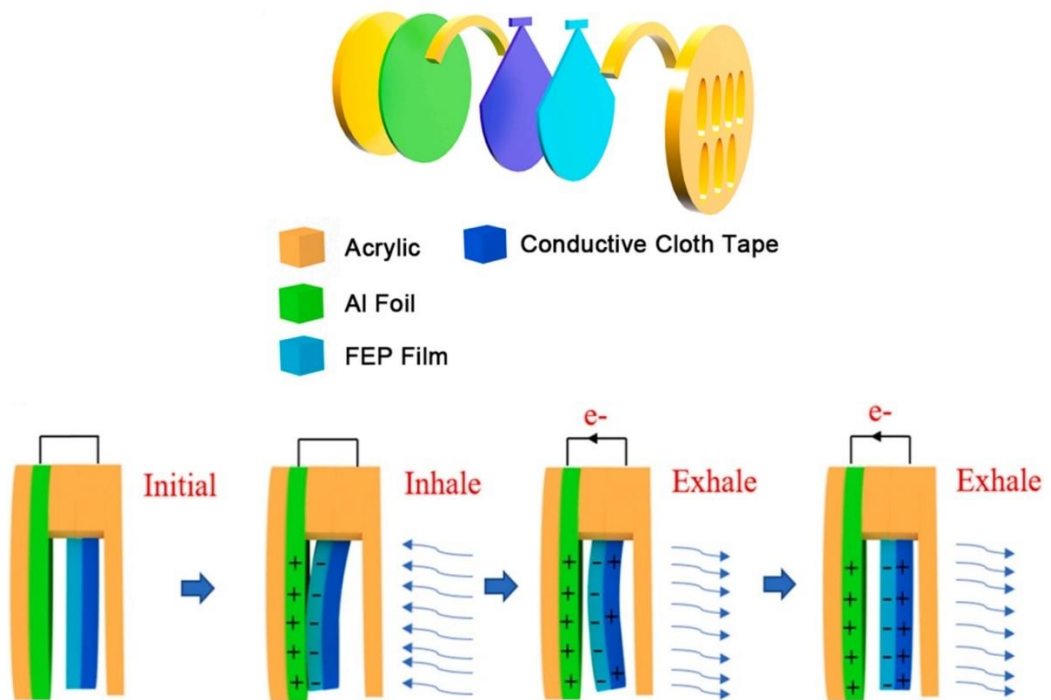 Acrylic
Conductive Cloth Tape
Al Foil
FEP Film
e-
e-
Initial
Inhale
Exhale
Exhale
+ - + - + + - +
+ - + - + - +
+ - + - + + - +
+ - + - + - +
+ - + - + + - +